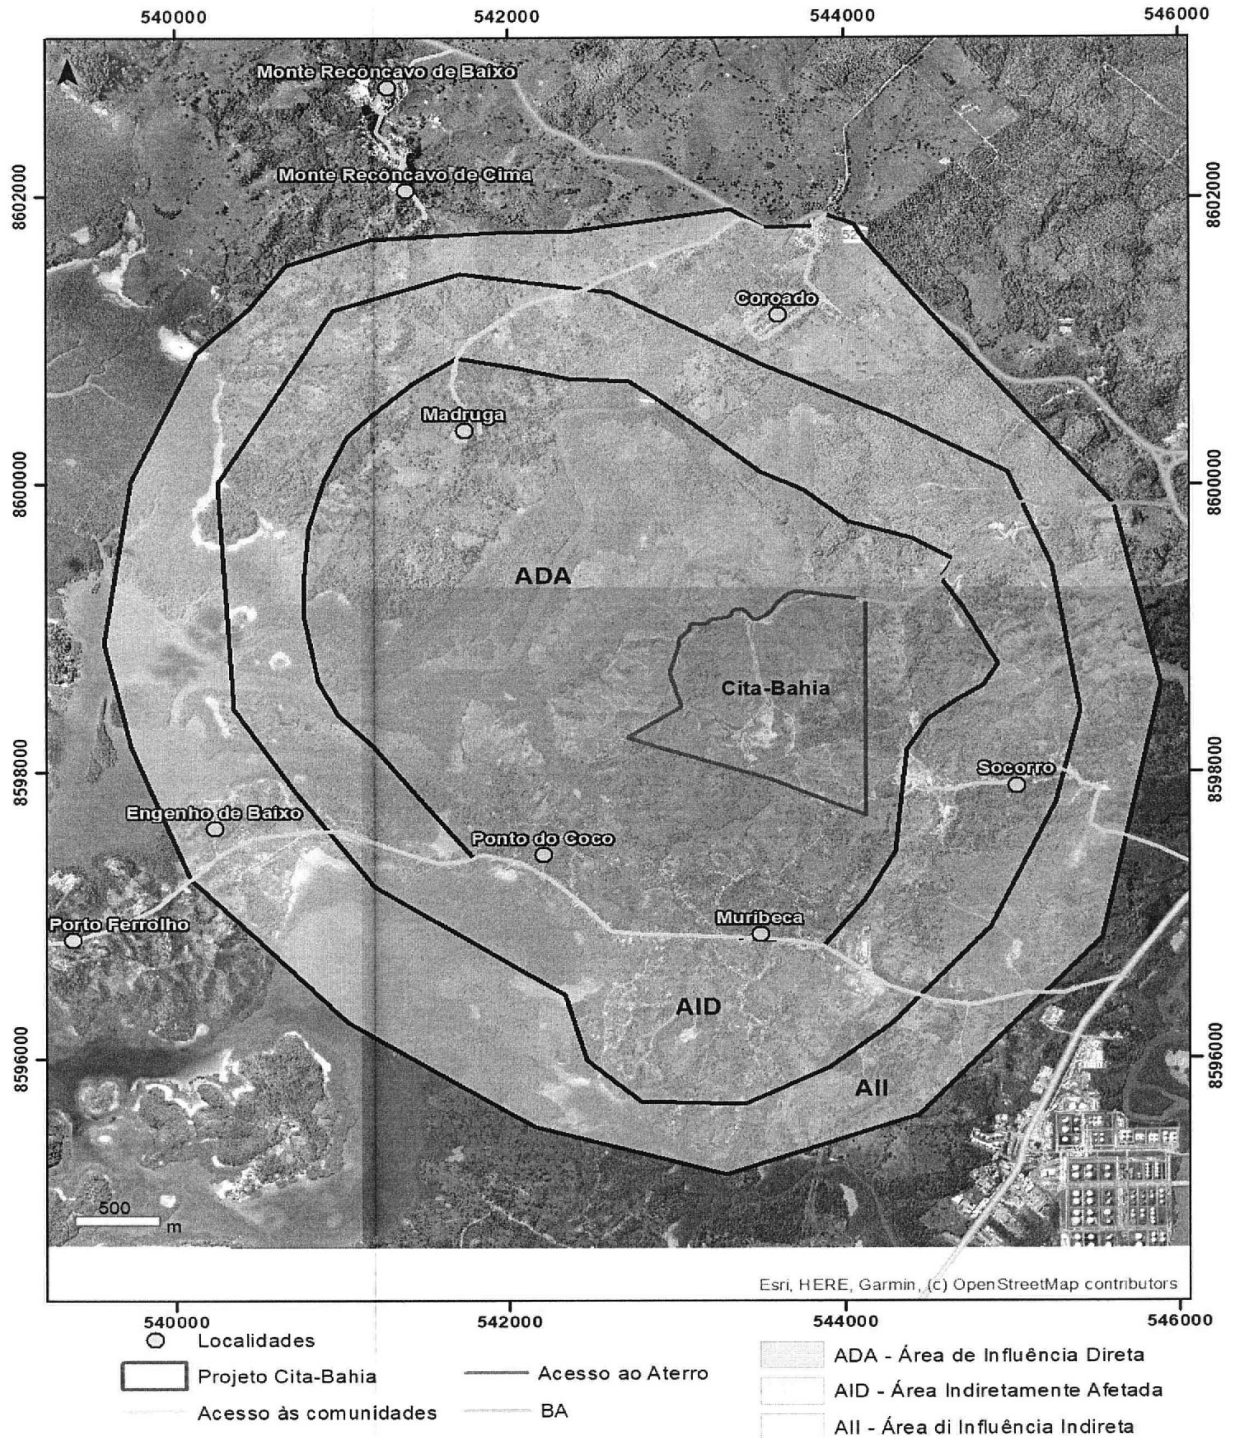 540000 542000 544000 546000
Monte Recôncavo de Baixo
Monte Recôncavo de Cima
8602000 8602000
52
Coroado
Madruga
8600000 8600000
ADA
Cita-Bahia
Socorro
8598000 8598000
Engenho de Baixo
Ponto do Coco
Porto Ferrolho
Muribeca
AID
8596000 8596000
AII
500
m
Esri, HERE, Garmin, (c) OpenStreetMap contributors
540000 542000 544000 546000
Localidades
Projeto Cita-Bahia
Acesso às comunidades
Acesso ao Aterro
BA
ADA - Área de Influência Direta
AID - Área Indiretamente Afetada
AII - Área di Influência Indireta